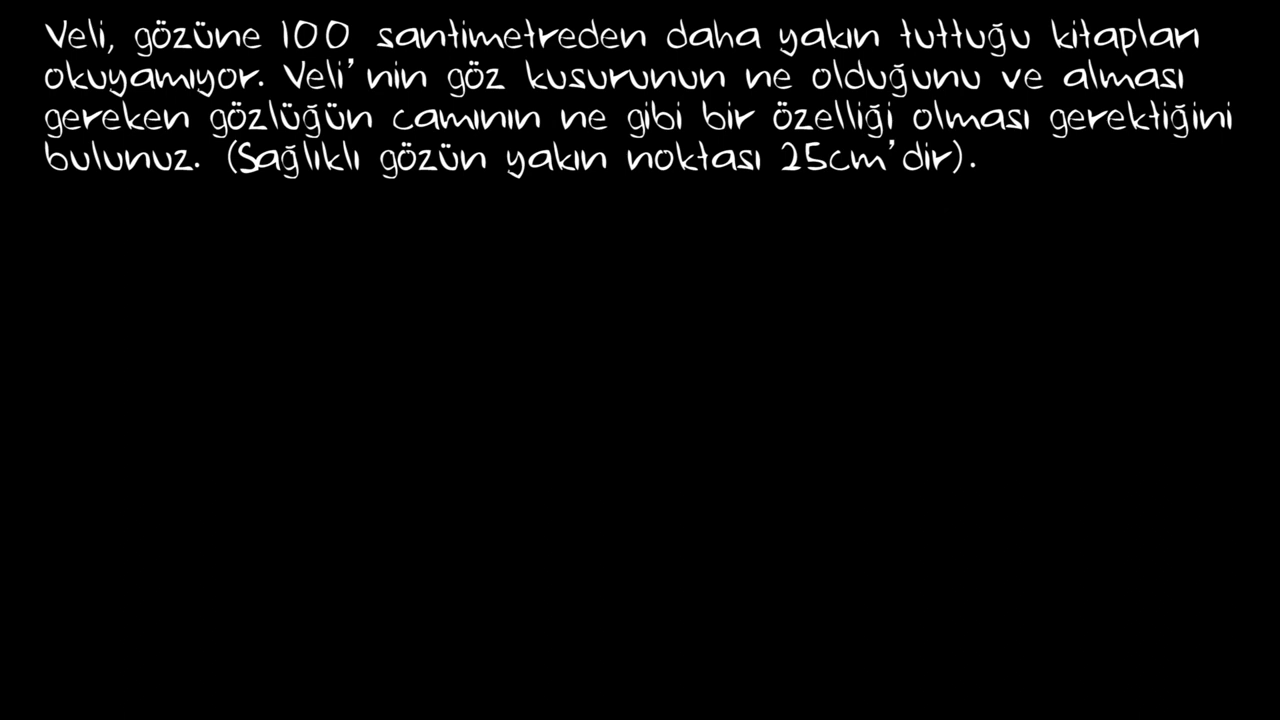 Veli, gözüne 100 santimetreden daha yakın tuttuğu kitapları
okuyamıyor. Veli'nin göz kusurunun ne olduğunu ve alması
gereken gözlüğün camının ne gibi bir özelliği olması gerektiğini
bulunuz. (Sağlıklı gözün yakın noktası 25cm'dir).